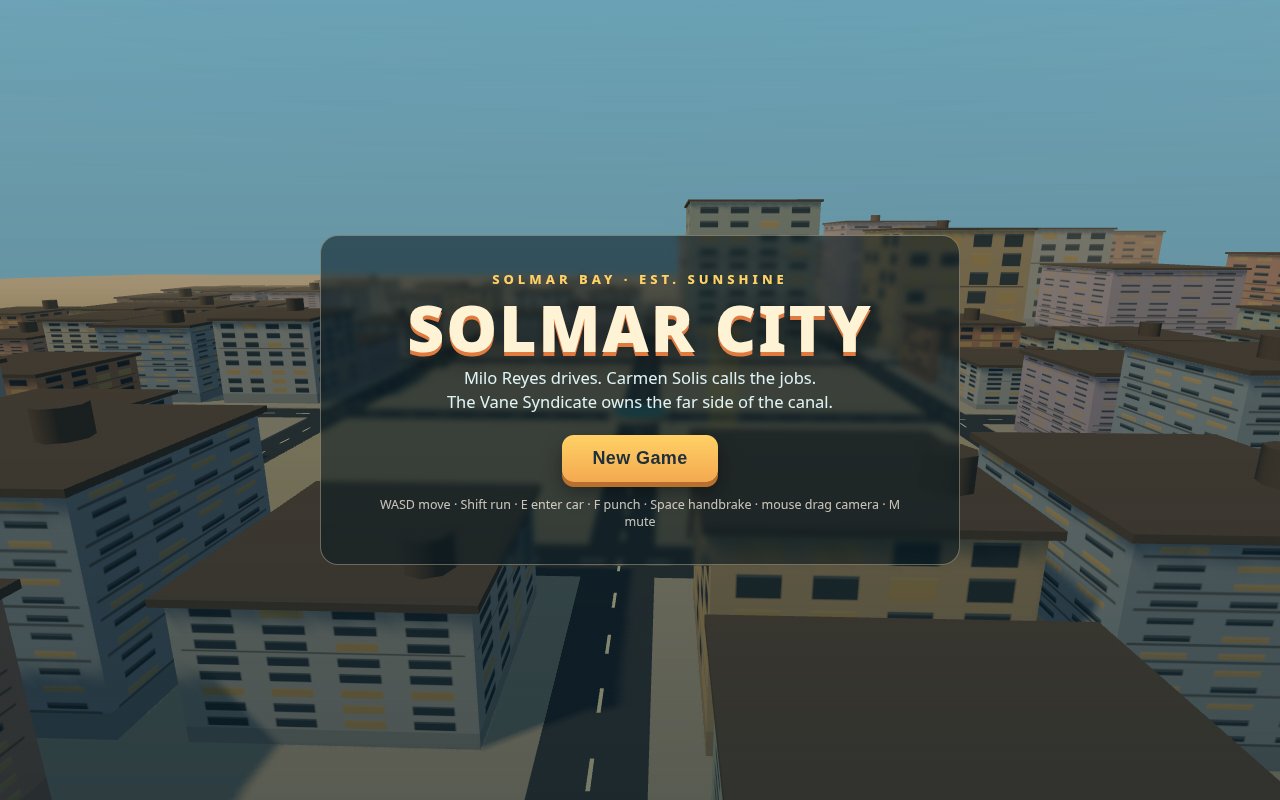 SOLMAR BAY · EST. SUNSHINE
SOLMAR CITY
Milo Reyes drives. Carmen Solis calls the jobs.
The Vane Syndicate owns the far side of the canal.
New Game
WASD move · Shift run · E enter car · F punch · Space handbrake · mouse drag camera · M
mute